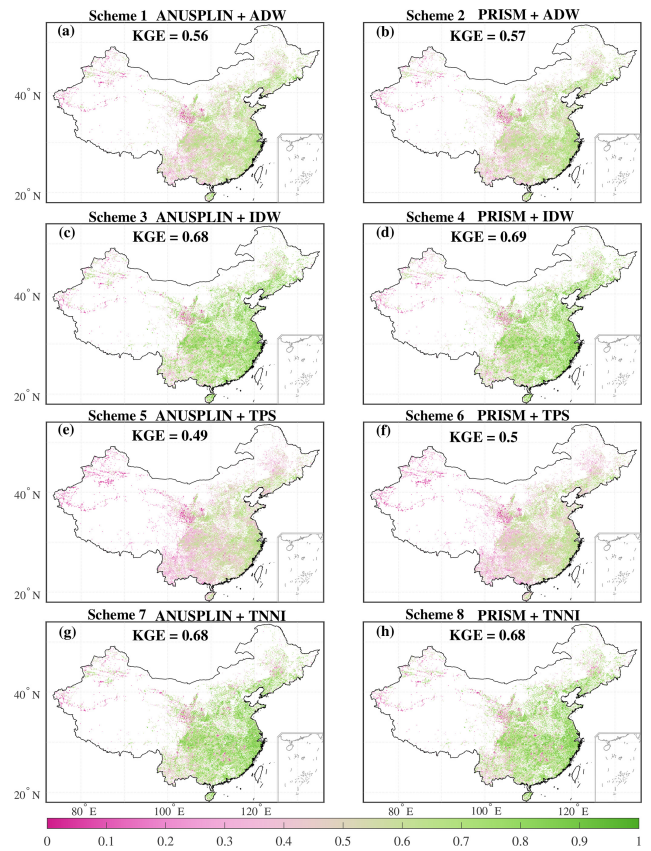 Scheme 1 ANUSPLIN + ADW
Scheme 2 PRISM + ADW
(a)
KGE = 0.56
(b)
KGE = 0.57
40° N
20° N
Scheme 3 ANUSPLIN + IDW
Scheme 4 PRISM + IDW
(c)
KGE = 0.68
(d)
KGE = 0.69
40° N
20° N
Scheme 5 ANUSPLIN + TPS
Scheme 6 PRISM + TPS
(e)
KGE = 0.49
(f)
KGE = 0.5
40° N
20° N
Scheme 7 ANUSPLIN + TNNI
Scheme 8 PRISM + TNNI
(g)
KGE = 0.68
(h)
KGE = 0.68
40° N
20° N
80° E 100° E 120° E 80° E 100° E 120° E
0 0.1 0.2 0.3 0.4 0.5 0.6 0.7 0.8 0.9 1